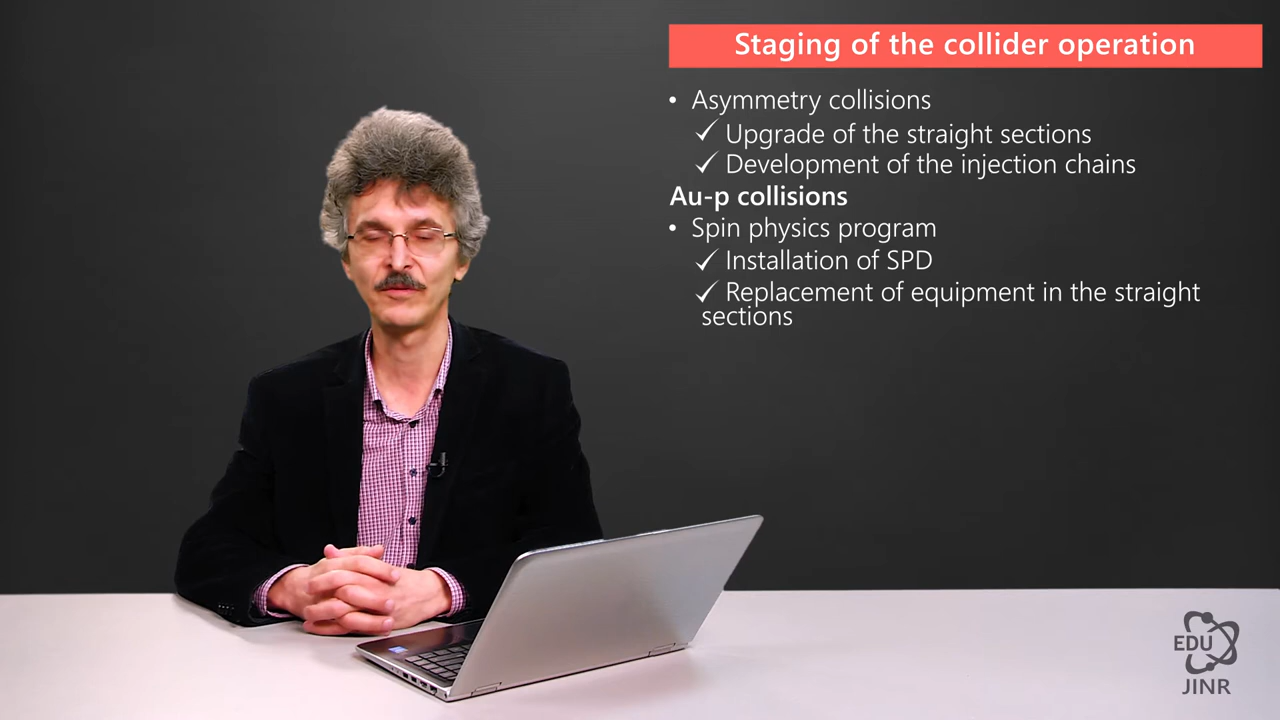 Staging of the collider operation
• Asymmetry collisions
✓ Upgrade of the straight sections
✓ Development of the injection chains
Au-p collisions
• Spin physics program
✓ Installation of SPD
✓ Replacement of equipment in the straight
sections
EDU
JINR